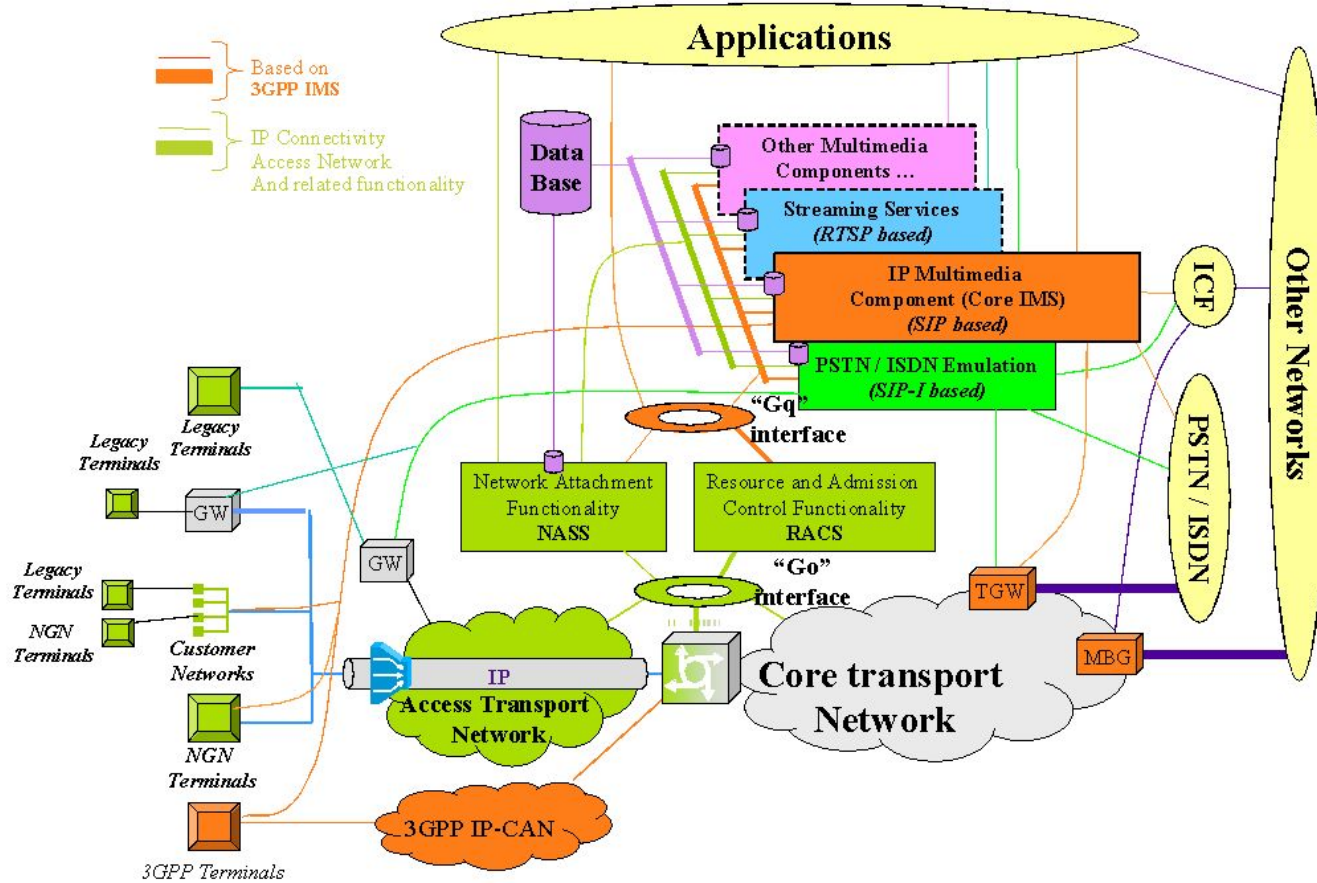 Applications
Based on
3GPP IMS
IP Connectivity
Access Network
And related functionality
Data
Base
Other Multimedia
Components ...
Streaming Services
(RTSP based)
IP Multimedia
Component (Core IMS)
(SIP based)
PSTN / ISDN Emulation
(SIP-I based)
ICF
Other Networks
PSTN / ISDN
"Gq"
interface
Legacy
Terminals
Legacy
Terminals
GW
Network Attachment
Functionality
NASS
Resource and Admission
Control Functionality
RACS
GW
"Go"
interface
Legacy
Terminals
NGN
Terminals
Customer
Networks
TGW
MBG
IP
Access Transport
Network
Core transport
Network
NGN
Terminals
3GPP IP-CAN
3GPP Terminals